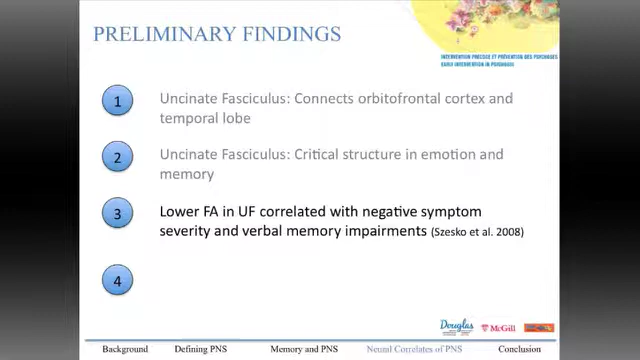 PRELIMINARY FINDINGS
INTERVENTION PRÉCOCE ET PRÉVENTION DES PSYCHOSES
EARLY INTERVENTION IN PSYCHOSIS
1
Uncinate Fasciculus: Connects orbitofrontal cortex and
temporal lobe
2
Uncinate Fasciculus: Critical structure in emotion and
memory
3
Lower FA in UF correlated with negative symptom
severity and verbal memory impairments (Szesko et al. 2008)
4
Douglas
McGill
Background Defining PNS Memory and PNS Neural Correlates of PNS Conclusion